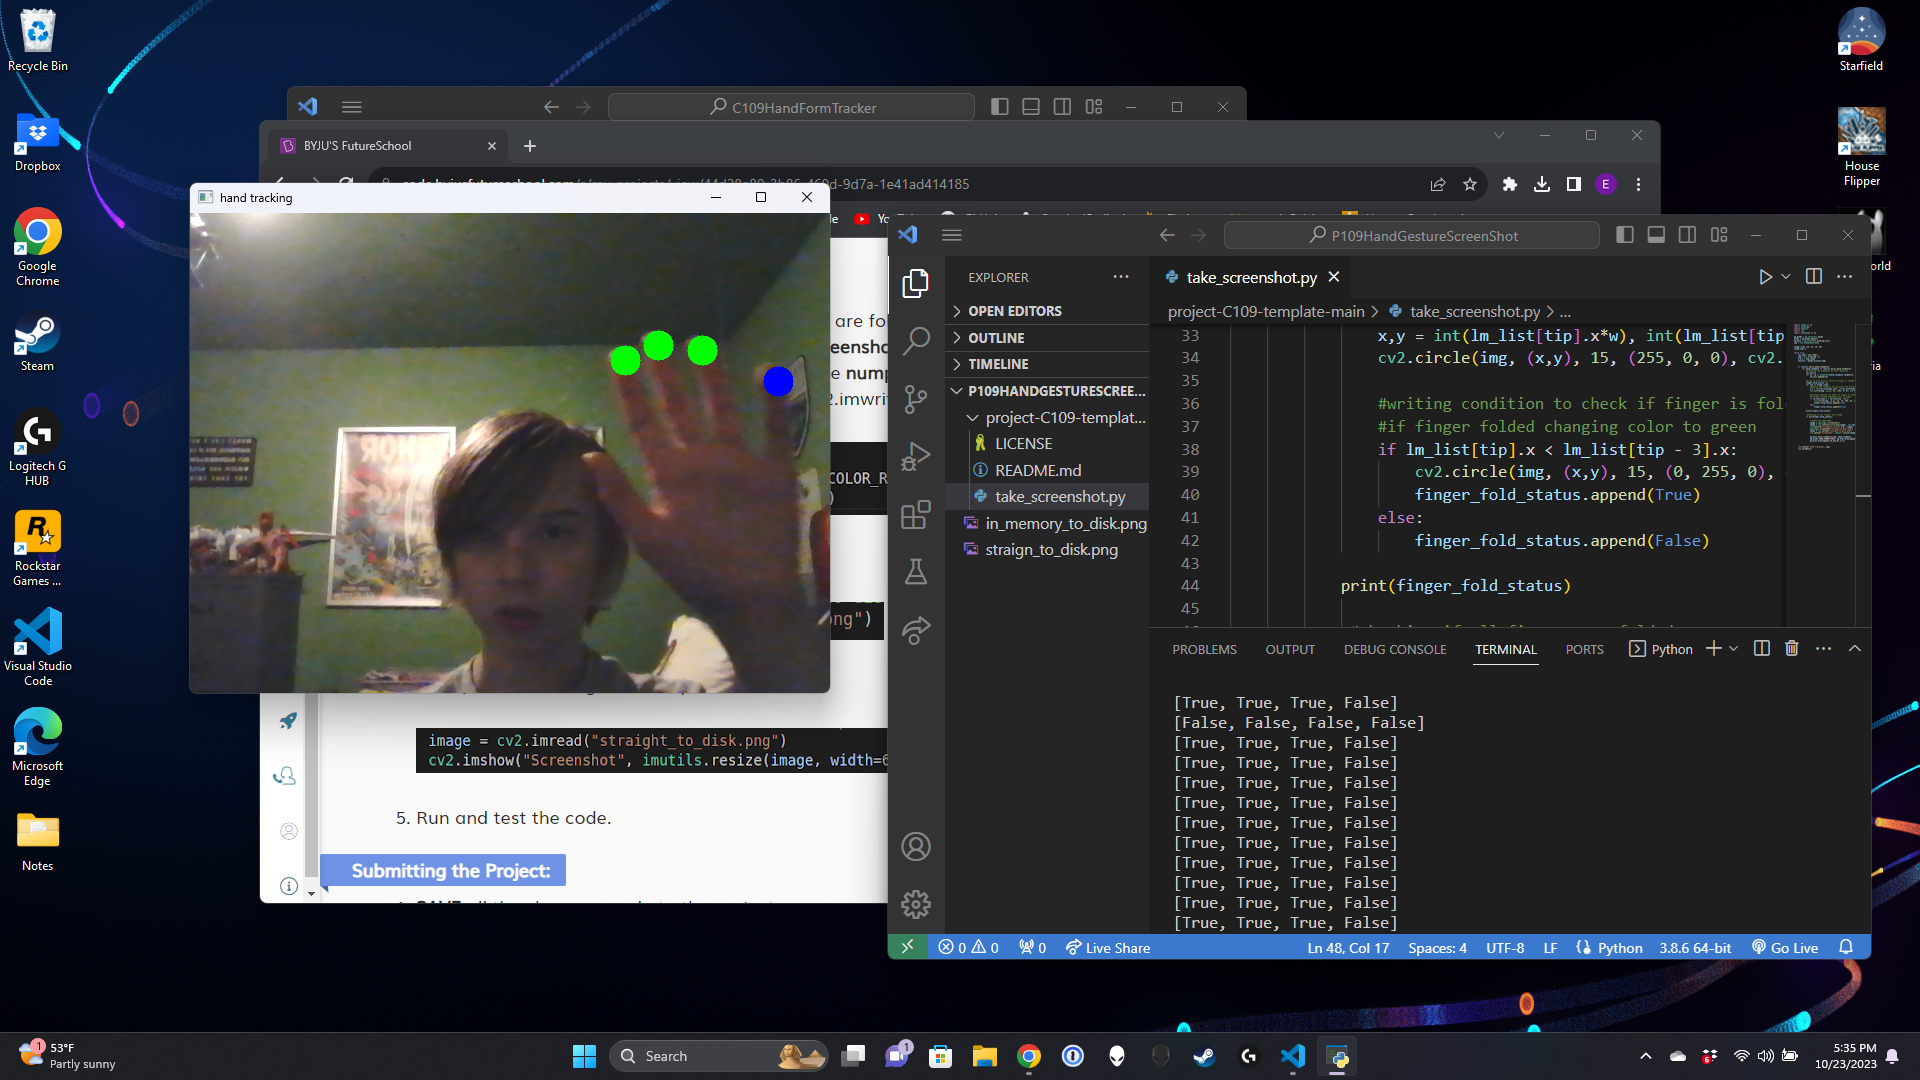 Recycle Bin
Dropbox
Google
Chrome
Steam
Logitech G
HUB
Rockstar
Games ...
Visual Studio
Code
Microsoft
Edge
Notes
Starfield
House
Flipper
C109HandFormTracker
BYJU'S FutureSchool
-9d7a-1e41ad414185
E
hand tracking
are fol
eensho
e nump
2.imwri
COLOR_R
)
ng")
image = cv2.imread("straight_to_disk.png")
cv2.imshow("Screenshot", imutils.resize(image, width=6
5. Run and test the code.
Submitting the Project:
P109HandGestureScreenShot
EXPLORER
OPEN EDITORS
OUTLINE
TIMELINE
P109HANDGESTURESCREE...
project-C109-templat...
LICENSE
README.md
take_screenshot.py
in_memory_to_disk.png
straign_to_disk.png
take_screenshot.py
project-C109-template-main > take_screenshot.py > ...
33 x,y = int(lm_list[tip].x*w), int(lm_list[tip
34 cv2.circle(img, (x,y), 15, (255, 0, 0), cv2.
35
36 #writing condition to check if finger is fol
37 #if finger folded changing color to green
38 if lm_list[tip].x < lm_list[tip - 3].x:
39 cv2.circle(img, (x,y), 15, (0, 255, 0),
40 finger_fold_status.append(True)
41 else:
42 finger_fold_status.append(False)
43
44 print(finger_fold_status)
45
PROBLEMS OUTPUT DEBUG CONSOLE TERMINAL PORTS Python
[True, True, True, False]
[False, False, False, False]
[True, True, True, False]
[True, True, True, False]
[True, True, True, False]
[True, True, True, False]
[True, True, True, False]
[True, True, True, False]
[True, True, True, False]
[True, True, True, False]
[True, True, True, False]
[True, True, True, False]
0 0 0 Live Share Ln 48, Col 17 Spaces: 4 UTF-8 LF Python 3.8.6 64-bit Go Live
1
53°F
Partly sunny
Search
1
6
5:35 PM
10/23/2023